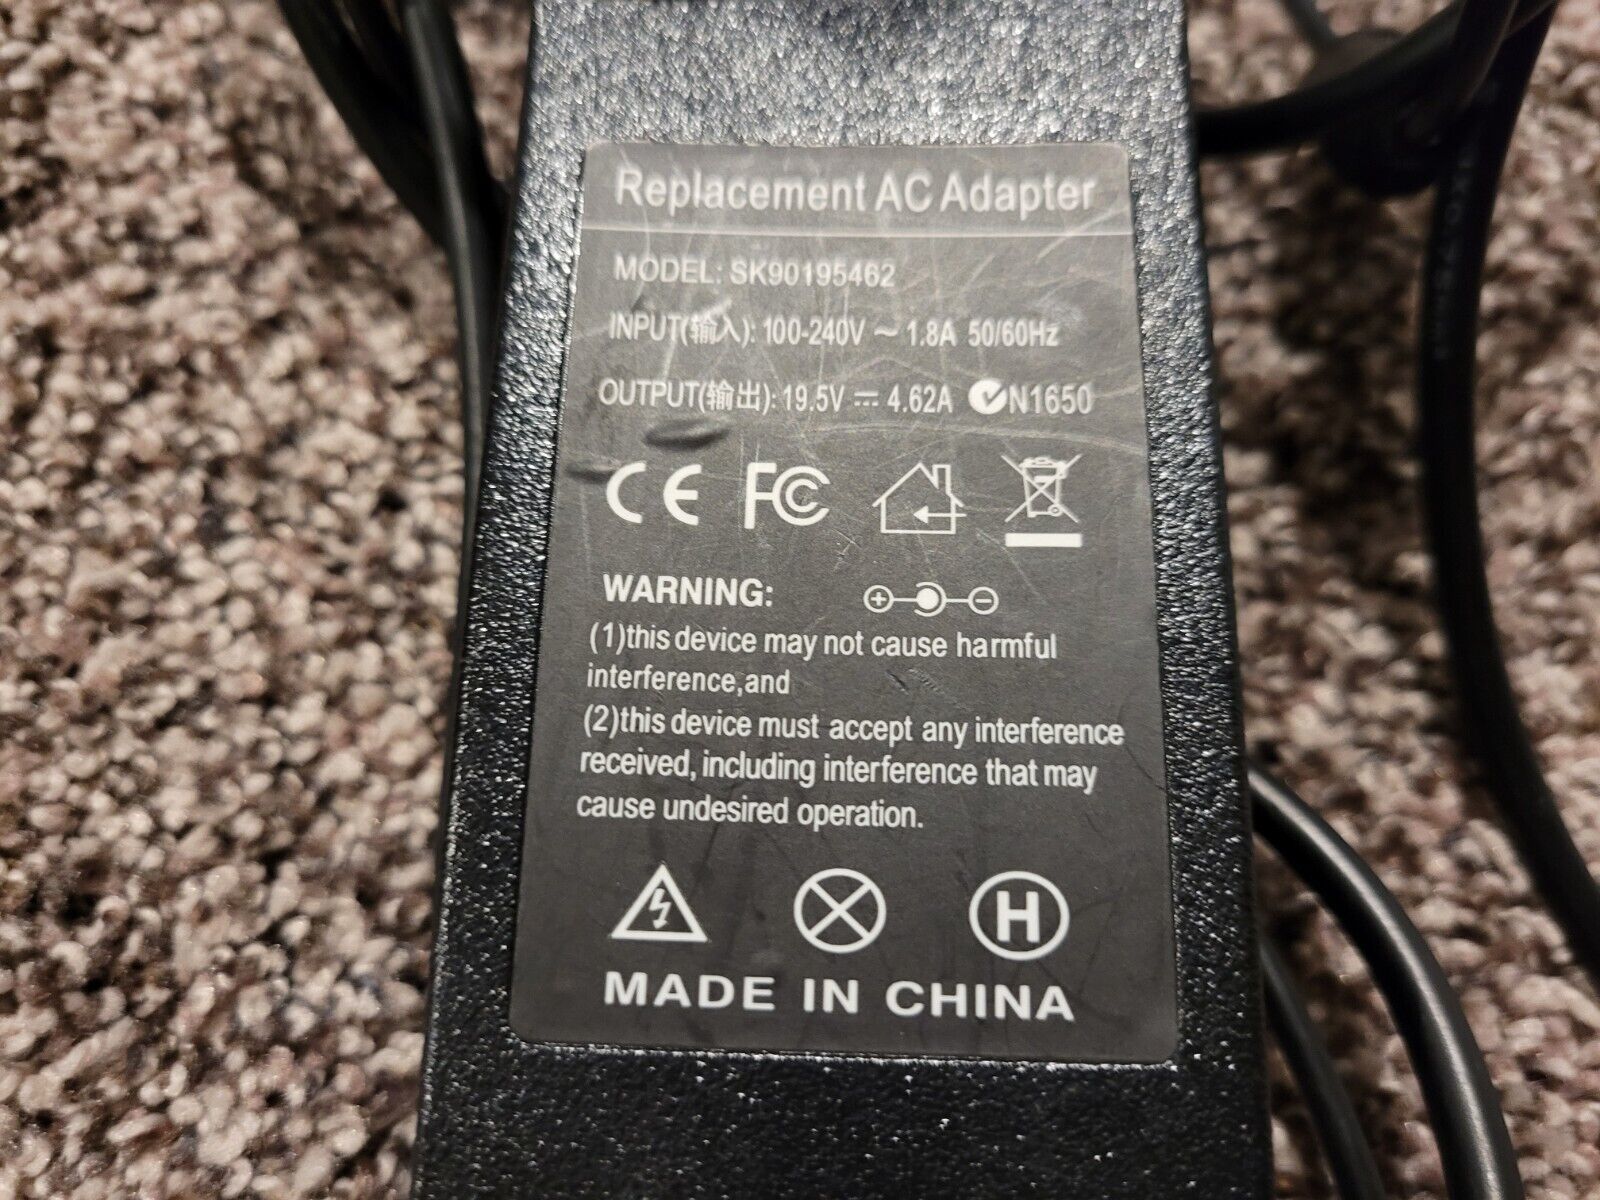 Replacement AC Adapter
MODEL: SK90195462
INPUT(输入): 100-240V ～ 1.8A 50/60Hz
OUTPUT(输出): 19.5V ⎓ 4.62A N1650
CE FC
WARNING:
(1)this device may not cause harmful
interference,and
(2)this device must accept any interference
received, including interference that may
cause undesired operation.
H
MADE IN CHINA